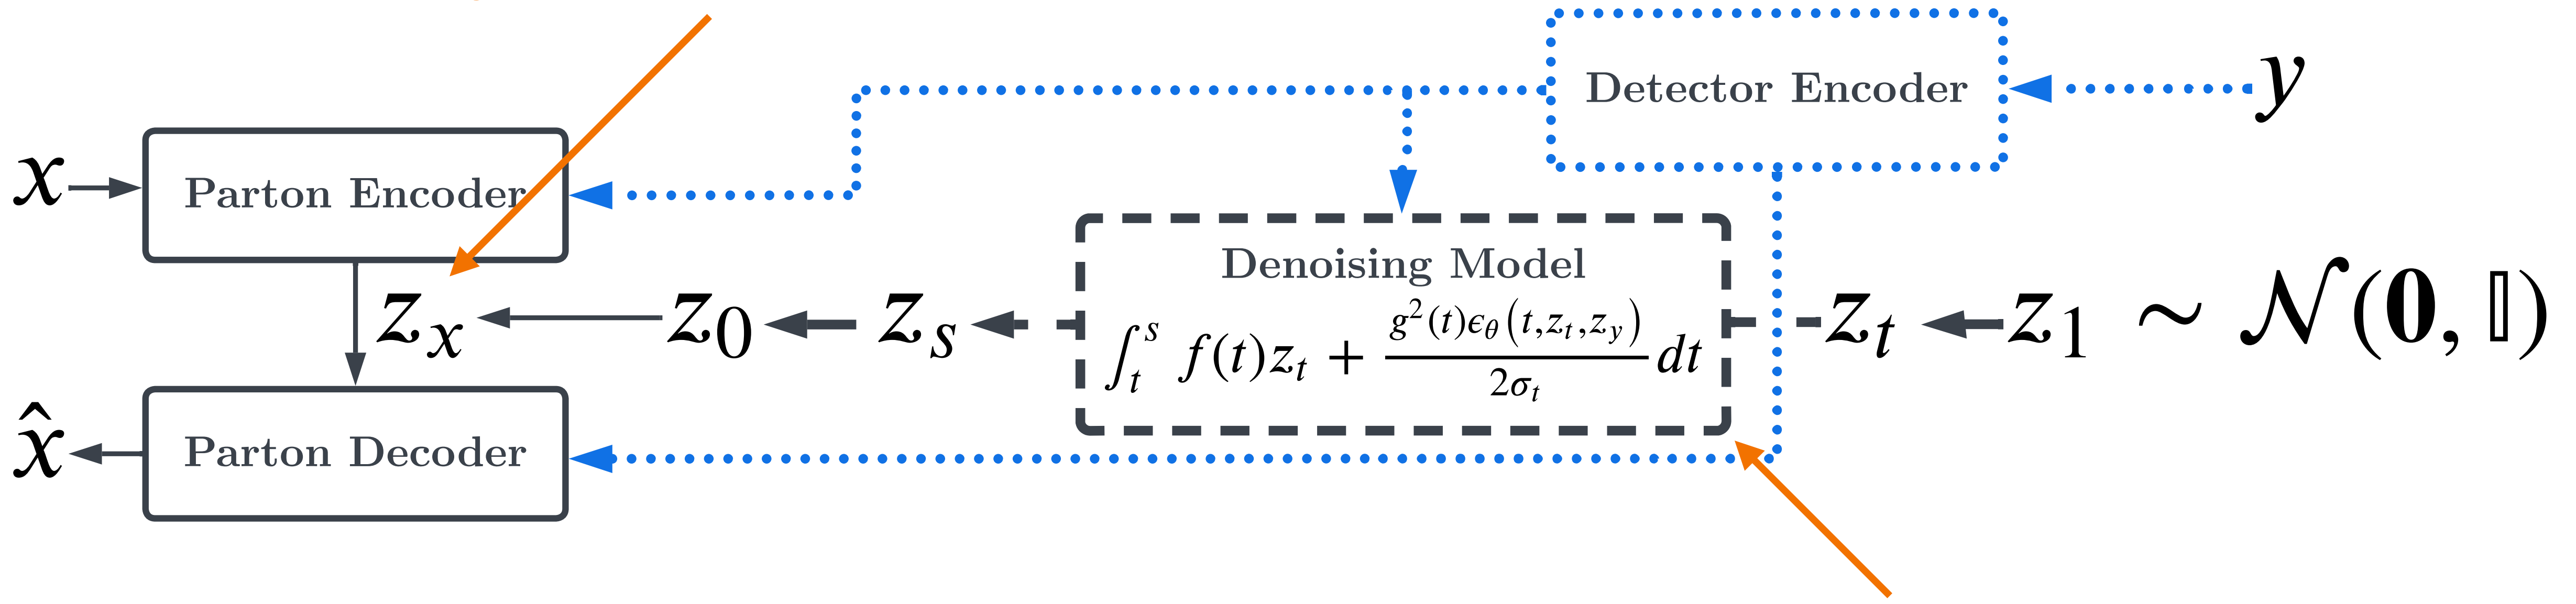 Detector Encoder
y
x
Parton Encoder
Denoising Model
z_x z_0 z_s ∫_t^s f(t)z_t + g²(t)ϵ_θ(t,z_t,z_y) / 2σ_t dt z_t z_1 ∼ 𝒩(𝟎, 𝕀)
x̂
Parton Decoder